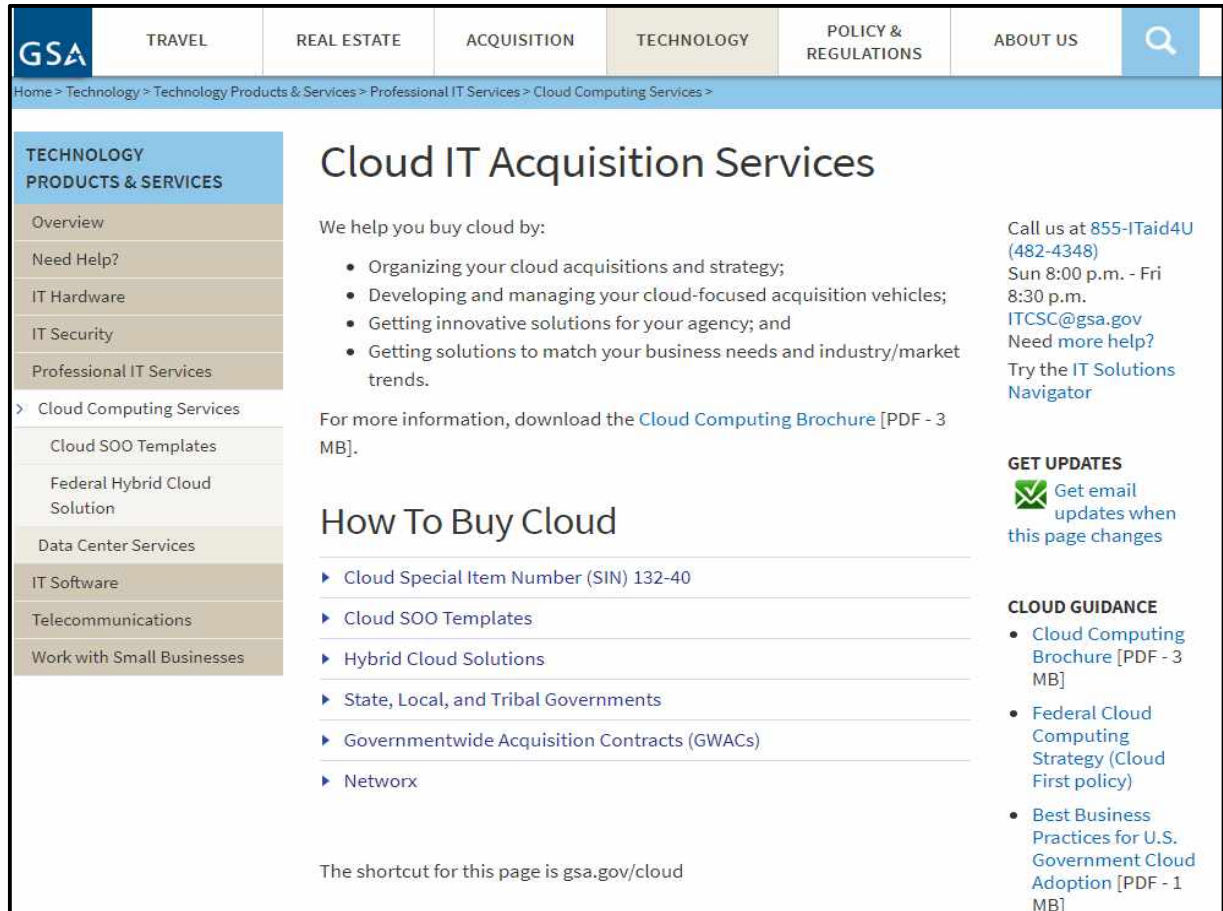 GSA
TRAVEL
REAL ESTATE
ACQUISITION
TECHNOLOGY
POLICY &
REGULATIONS
ABOUT US
Home > Technology > Technology Products & Services > Professional IT Services > Cloud Computing Services >
TECHNOLOGY
PRODUCTS & SERVICES
Overview
Need Help?
IT Hardware
IT Security
Professional IT Services
Cloud Computing Services
Cloud SOO Templates
Federal Hybrid Cloud
Solution
Data Center Services
IT Software
Telecommunications
Work with Small Businesses
Cloud IT Acquisition Services
We help you buy cloud by:
• Organizing your cloud acquisitions and strategy;
• Developing and managing your cloud-focused acquisition vehicles;
• Getting innovative solutions for your agency; and
• Getting solutions to match your business needs and industry/market
trends.
For more information, download the Cloud Computing Brochure [PDF - 3
MB].
How To Buy Cloud
Cloud Special Item Number (SIN) 132-40
Cloud SOO Templates
Hybrid Cloud Solutions
State, Local, and Tribal Governments
Governmentwide Acquisition Contracts (GWACs)
Networx
The shortcut for this page is gsa.gov/cloud
Call us at 855-ITaid4U
(482-4348)
Sun 8:00 p.m. - Fri
8:30 p.m.
ITCSC@gsa.gov
Need more help?
Try the IT Solutions
Navigator
GET UPDATES
Get email
updates when
this page changes
CLOUD GUIDANCE
• Cloud Computing
Brochure [PDF - 3
MB]
• Federal Cloud
Computing
Strategy (Cloud
First policy)
• Best Business
Practices for U.S.
Government Cloud
Adoption [PDF - 1
MB]